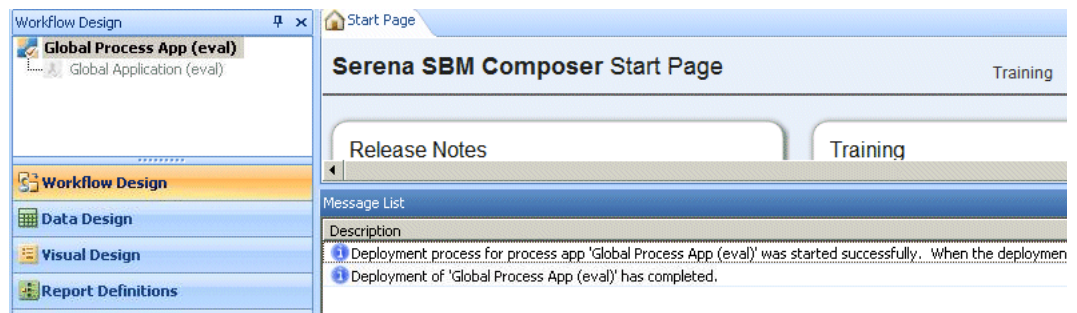 Workflow Design
Global Process App (eval)
Global Application (eval)
Workflow Design
Data Design
Visual Design
Report Definitions
Start Page
Serena SBM Composer Start Page
Training
Release Notes
Training
Message List
Description
Deployment process for process app 'Global Process App (eval)' was started successfully. When the deploymen
Deployment of 'Global Process App (eval)' has completed.